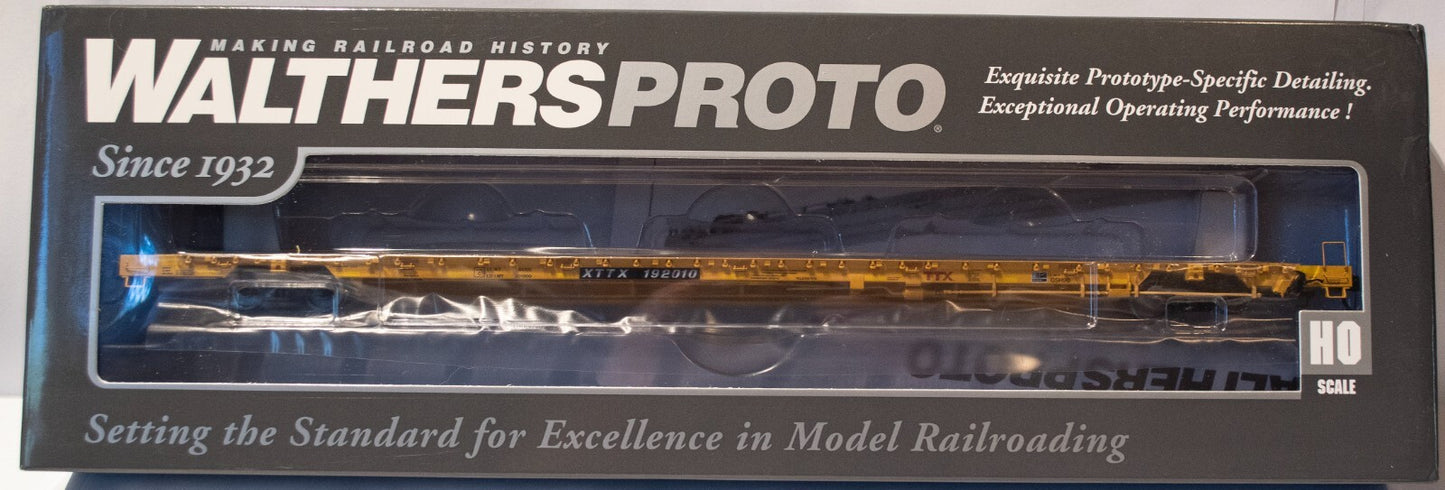 MAKING RAILROAD HISTORY
WALTHERSPROTO®
Exquisite Prototype-Specific Detailing.
Exceptional Operating Performance !
Since 1932
XTTX 192010
TTX
HO
SCALE
WALTHERSPROTO
Setting the Standard for Excellence in Model Railroading